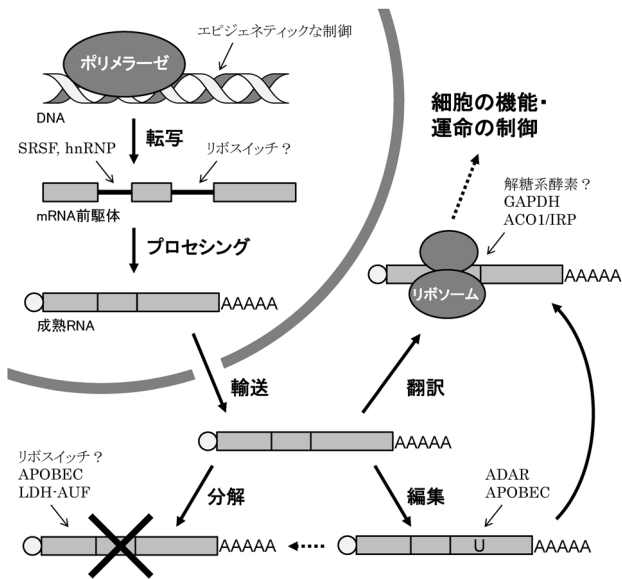 エピジェネティックな制御
ポリメラーゼ
DNA
転写
SRSF, hnRNP
リボスイッチ？
mRNA前駆体
プロセシング
AAAAA
成熟RNA
細胞の機能・
運命の制御
解糖系酵素？
GAPDH
ACO1/IRP
AAAAA
リボソーム
輸送
翻訳
AAAAA
リボスイッチ？
APOBEC
LDH-AUF
分解
編集
ADAR
APOBEC
AAAAA
U
AAAAA